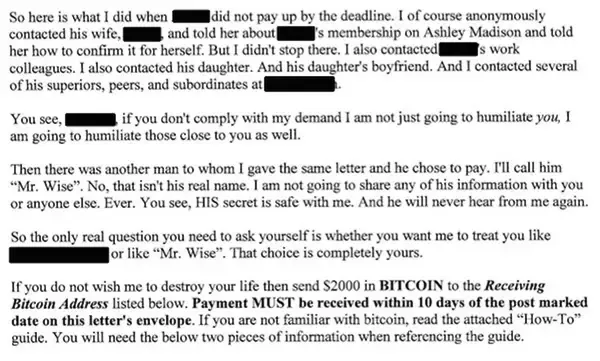 So here is what I did when did not pay up by the deadline. I of course anonymously
contacted his wife, , and told her about 's membership on Ashley Madison and told
her how to confirm it for herself. But I didn't stop there. I also contacted 's work
colleagues. I also contacted his daughter. And his daughter's boyfriend. And I contacted several
of his superiors, peers, and subordinates at .
You see, , if you don't comply with my demand I am not just going to humiliate you, I
am going to humiliate those close to you as well.
Then there was another man to whom I gave the same letter and he chose to pay. I'll call him
“Mr. Wise”. No, that isn't his real name. I am not going to share any of his information with you
or anyone else. Ever. You see, HIS secret is safe with me. And he will never hear from me again.
So the only real question you need to ask yourself is whether you want me to treat you like
or like “Mr. Wise”. That choice is completely yours.
If you do not wish me to destroy your life then send $2000 in BITCOIN to the Receiving
Bitcoin Address listed below. Payment MUST be received within 10 days of the post marked
date on this letter's envelope. If you are not familiar with bitcoin, read the attached “How-To”
guide. You will need the below two pieces of information when referencing the guide.